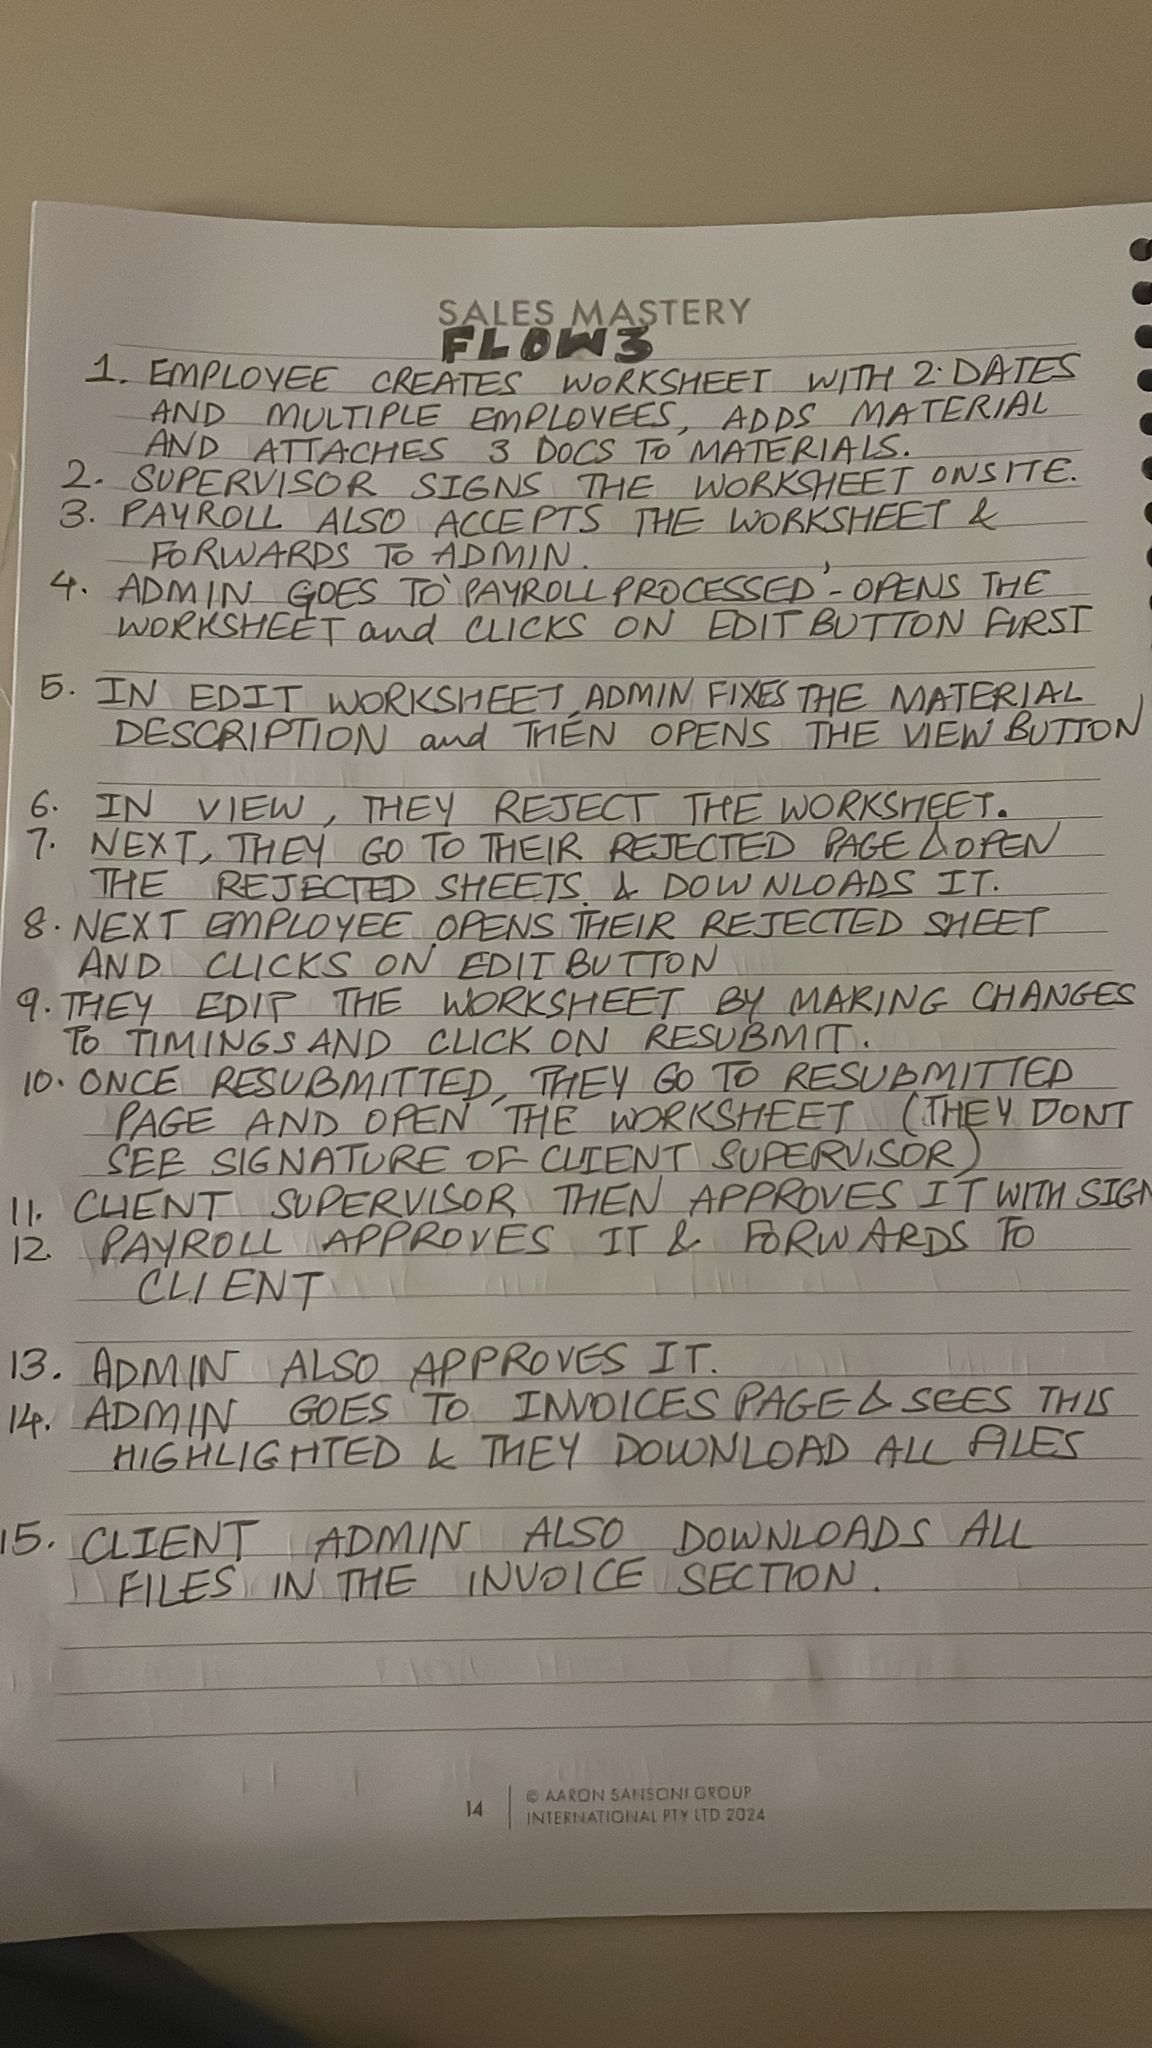 SALES MASTERY
FLOW 3
1. EMPLOYEE CREATES WORKSHEET WITH 2 DATES
AND MULTIPLE EMPLOYEES, ADDS MATERIAL
AND ATTACHES 3 DOCS TO MATERIALS.
2. SUPERVISOR SIGNS THE WORKSHEET ONSITE.
3. PAYROLL ALSO ACCEPTS THE WORKSHEET &
FORWARDS TO ADMIN.
4. ADMIN GOES TO 'PAYROLL PROCESSED' - OPENS THE
WORKSHEET and CLICKS ON EDIT BUTTON FIRST
5. IN EDIT WORKSHEET, ADMIN FIXES THE MATERIAL
DESCRIPTION and THEN OPENS THE VIEW BUTTON
6. IN VIEW, THEY REJECT THE WORKSHEET.
7. NEXT, THEY GO TO THEIR REJECTED PAGE & OPEN
THE REJECTED SHEETS & DOWNLOADS IT.
8. NEXT EMPLOYEE OPENS THEIR REJECTED SHEET
AND CLICKS ON EDIT BUTTON
9. THEY EDIT THE WORKSHEET BY MAKING CHANGES
TO TIMINGS AND CLICK ON RESUBMIT.
10. ONCE RESUBMITTED, THEY GO TO RESUBMITTED
PAGE AND OPEN THE WORKSHEET (THEY DONT
SEE SIGNATURE OF CLIENT SUPERVISOR)
11. CLIENT SUPERVISOR THEN APPROVES IT WITH SIGN
12. PAYROLL APPROVES IT & FORWARDS TO
CLIENT
13. ADMIN ALSO APPROVES IT.
14. ADMIN GOES TO INVOICES PAGE & SEES THIS
HIGHLIGHTED & THEY DOWNLOAD ALL FILES
15. CLIENT ADMIN ALSO DOWNLOADS ALL
FILES IN THE INVOICE SECTION.
14
© AARON SANSONI GROUP
INTERNATIONAL PTY LTD 2024